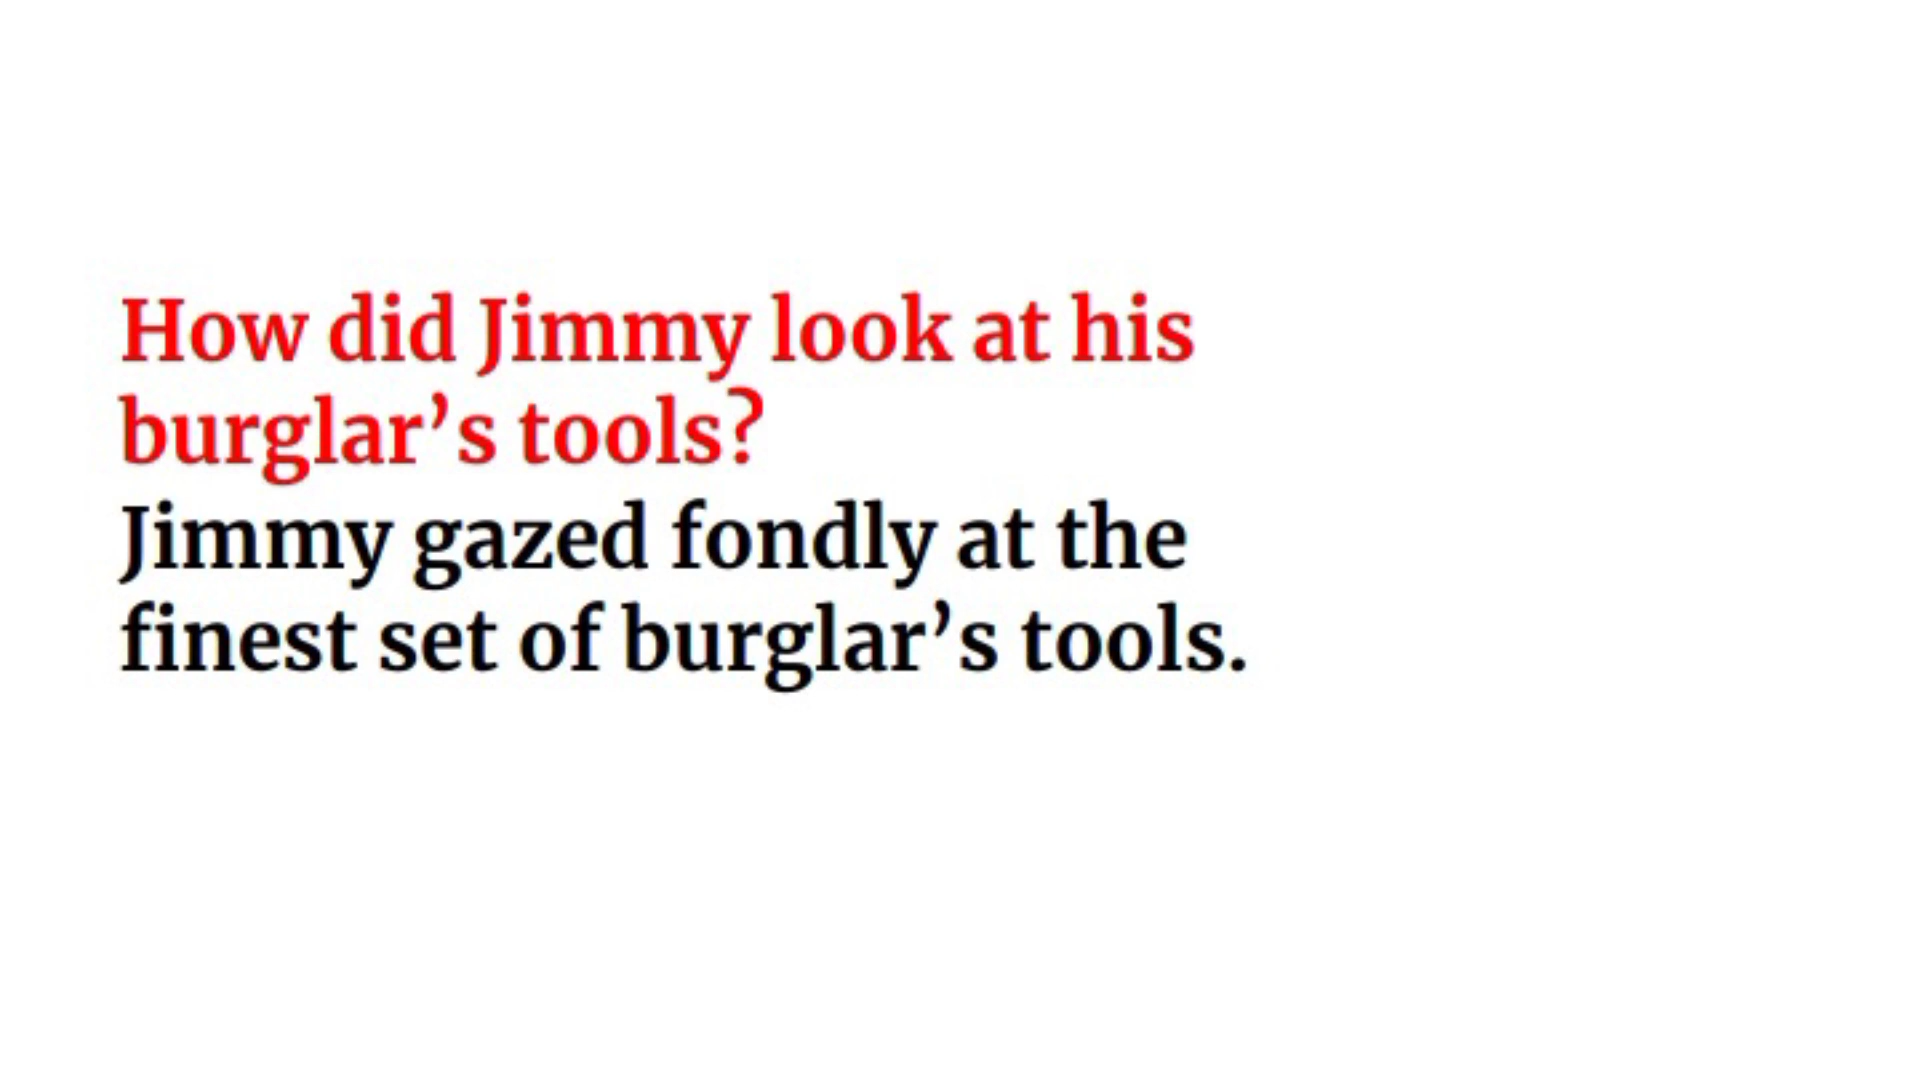 How did Jimmy look at his
burglar’s tools?
Jimmy gazed fondly at the
finest set of burglar’s tools.